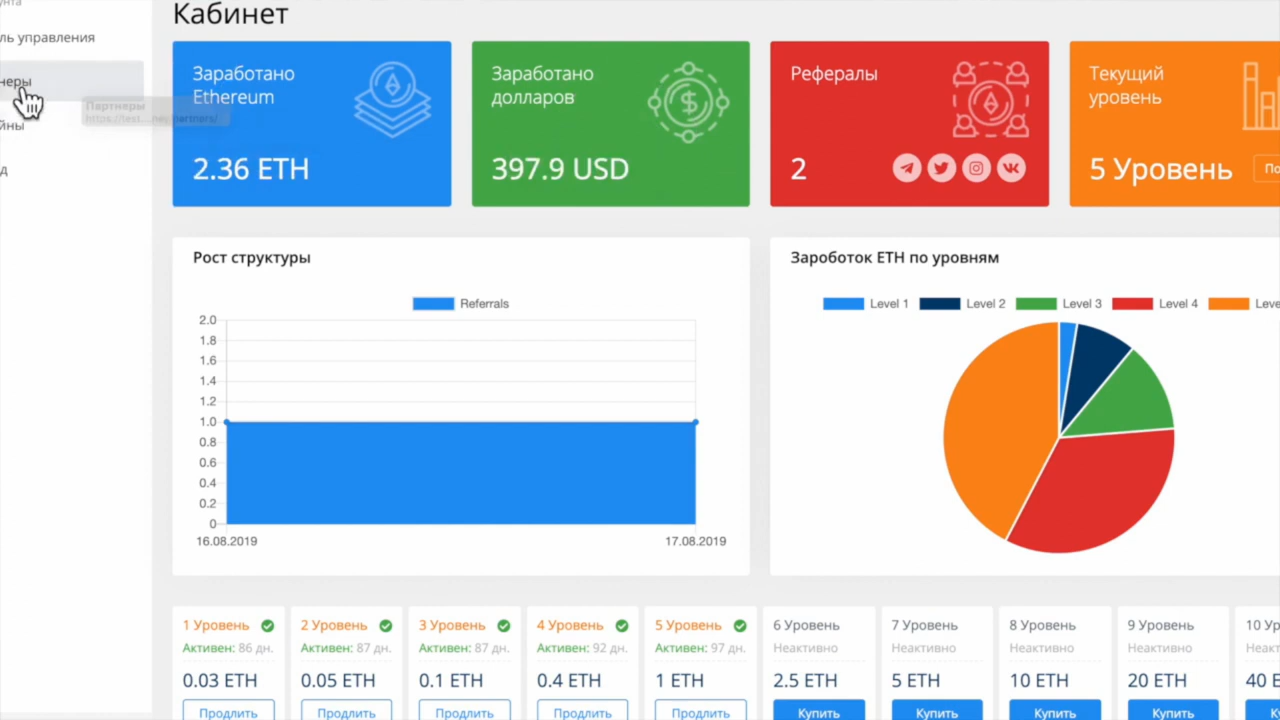 Кабинет
ль управления
неры
Партнеры
йны
д
Заработано
Ethereum
2.36 ETH
Заработано
долларов
397.9 USD
Рефералы
2
Текущий
уровень
5 Уровень
По
Рост структуры
Referrals
2.0
1.8
1.6
1.4
1.2
1.0
0.8
0.6
0.4
0.2
0
16.08.2019
17.08.2019
Зароботок ETH по уровням
Level 1
Level 2
Level 3
Level 4
Leve
1 Уровень
Активен: 86 дн.
0.03 ETH
Продлить
2 Уровень
Активен: 87 дн.
0.05 ETH
Продлить
3 Уровень
Активен: 87 дн.
0.1 ETH
Продлить
4 Уровень
Активен: 92 дн.
0.4 ETH
Продлить
5 Уровень
Активен: 97 дн.
1 ETH
Продлить
6 Уровень
Неактивно
2.5 ETH
Купить
7 Уровень
Неактивно
5 ETH
Купить
8 Уровень
Неактивно
10 ETH
Купить
9 Уровень
Неактивно
20 ETH
Купить
10 Ур
Неакт
40 E
К